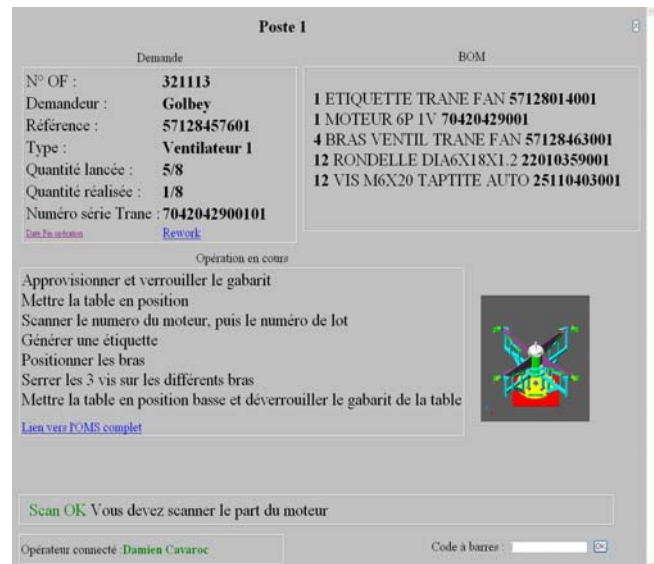 Poste 1
Demande
N° OF : 321113
Demandeur : Golbey
Référence : 57128457601
Type : Ventilateur 1
Quantité lancée : 5/8
Quantité réalisée : 1/8
Numéro série Trane : 7042042900101
Date Fin opération Rework
BOM
1 ETIQUETTE TRANE FAN 57128014001
1 MOTEUR 6P 1V 70420429001
4 BRAS VENTIL TRANE FAN 57128463001
12 RONDELLE DIA6X18X1.2 22010359001
12 VIS M6X20 TAPTITE AUTO 25110403001
Opération en cours
Approvisionner et verrouiller le gabarit
Mettre la table en position
Scanner le numero du moteur, puis le numéro de lot
Générer une étiquette
Positionner les bras
Serrer les 3 vis sur les différents bras
Mettre la table en position basse et déverrouiller le gabarit de la table
Lien vers l'OMS complet
Scan OK Vous devez scanner le part du moteur
Opérateur connecté :Damien Cavaroc
Code à barres : OK